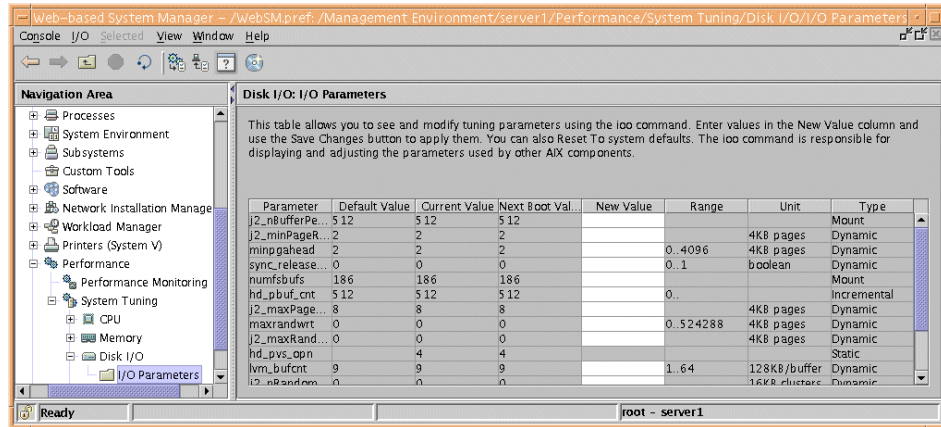 Web-based System Manager - /WebSM.pref: /Management Environment/server1/Performance/System Tuning/Disk I/O/I/O Parameters
Console I/O Selected View Window Help
Navigation Area
Processes
System Environment
Subsystems
Custom Tools
Software
Network Installation Manage
Workload Manager
Printers (System V)
Performance
Performance Monitoring
System Tuning
CPU
Memory
Disk I/O
I/O Parameters
Disk I/O: I/O Parameters
This table allows you to see and modify tuning parameters using the ioo command. Enter values in the New Value column and
use the Save Changes button to apply them. You can also Reset To system defaults. The ioo command is responsible for
displaying and adjusting the parameters used by other AIX components.
Parameter Default Value Current Value Next Boot Val... New Value Range Unit Type
j2_nBufferPe... 512 512 512 Mount
j2_minPageR... 2 2 2 4KB pages Dynamic
minpgahead 2 2 2 0..4096 4KB pages Dynamic
sync_release... 0 0 0 0..1 boolean Dynamic
numfsbufs 186 186 186 Mount
hd_pbuf_cnt 512 512 512 0.. Incremental
j2_maxPage... 8 8 8 4KB pages Dynamic
maxrandwrt 0 0 0 0..524288 4KB pages Dynamic
j2_maxRand... 0 0 0 4KB pages Dynamic
hd_pvs_opn 4 4 Static
lvm_bufcnt 9 9 9 1..64 128KB/buffer Dynamic
j2_nRandom 0 0 0 16KB clusters Dynamic
Ready
root - server1